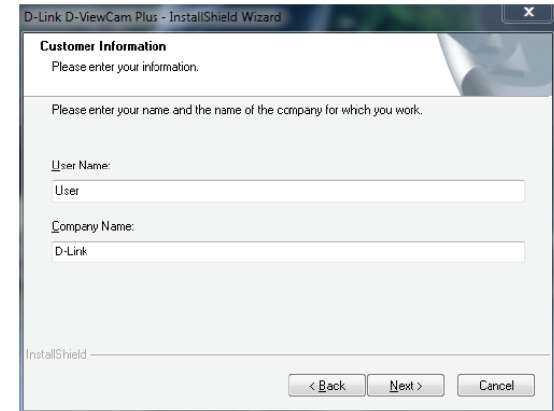 D-Link D-ViewCam Plus - InstallShield Wizard
x
Customer Information
Please enter your information.
Please enter your name and the name of the company for which you work.
User Name:
User
Company Name:
D-Link
InstallShield
< Back Next > Cancel